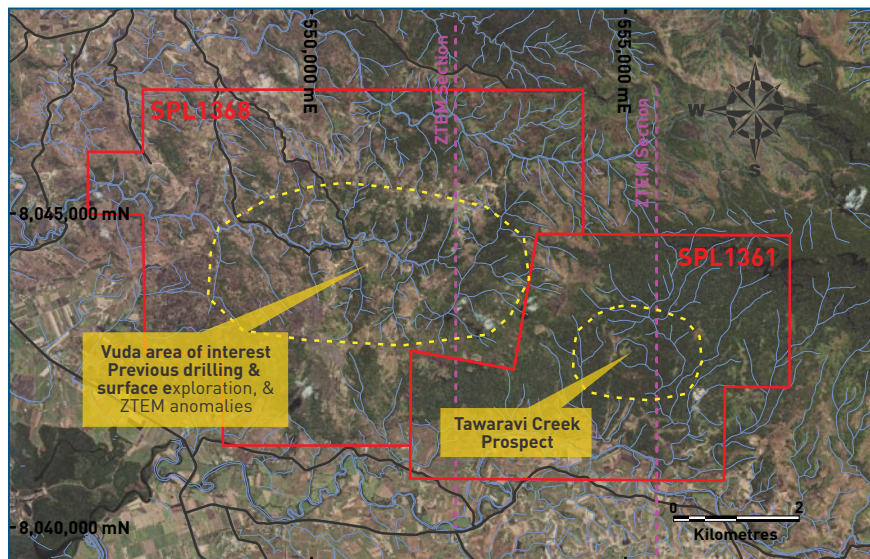 550,000 mE
555,000 mE
ZTEM Section
ZTEM Section
N
W
S
SPL1368
8,045,000 mN
SPL1361
Vuda area of interest
Previous drilling &
surface exploration, &
ZTEM anomalies
Tawaravi Creek
Prospect
8,040,000 mN
0
2
Kilometres